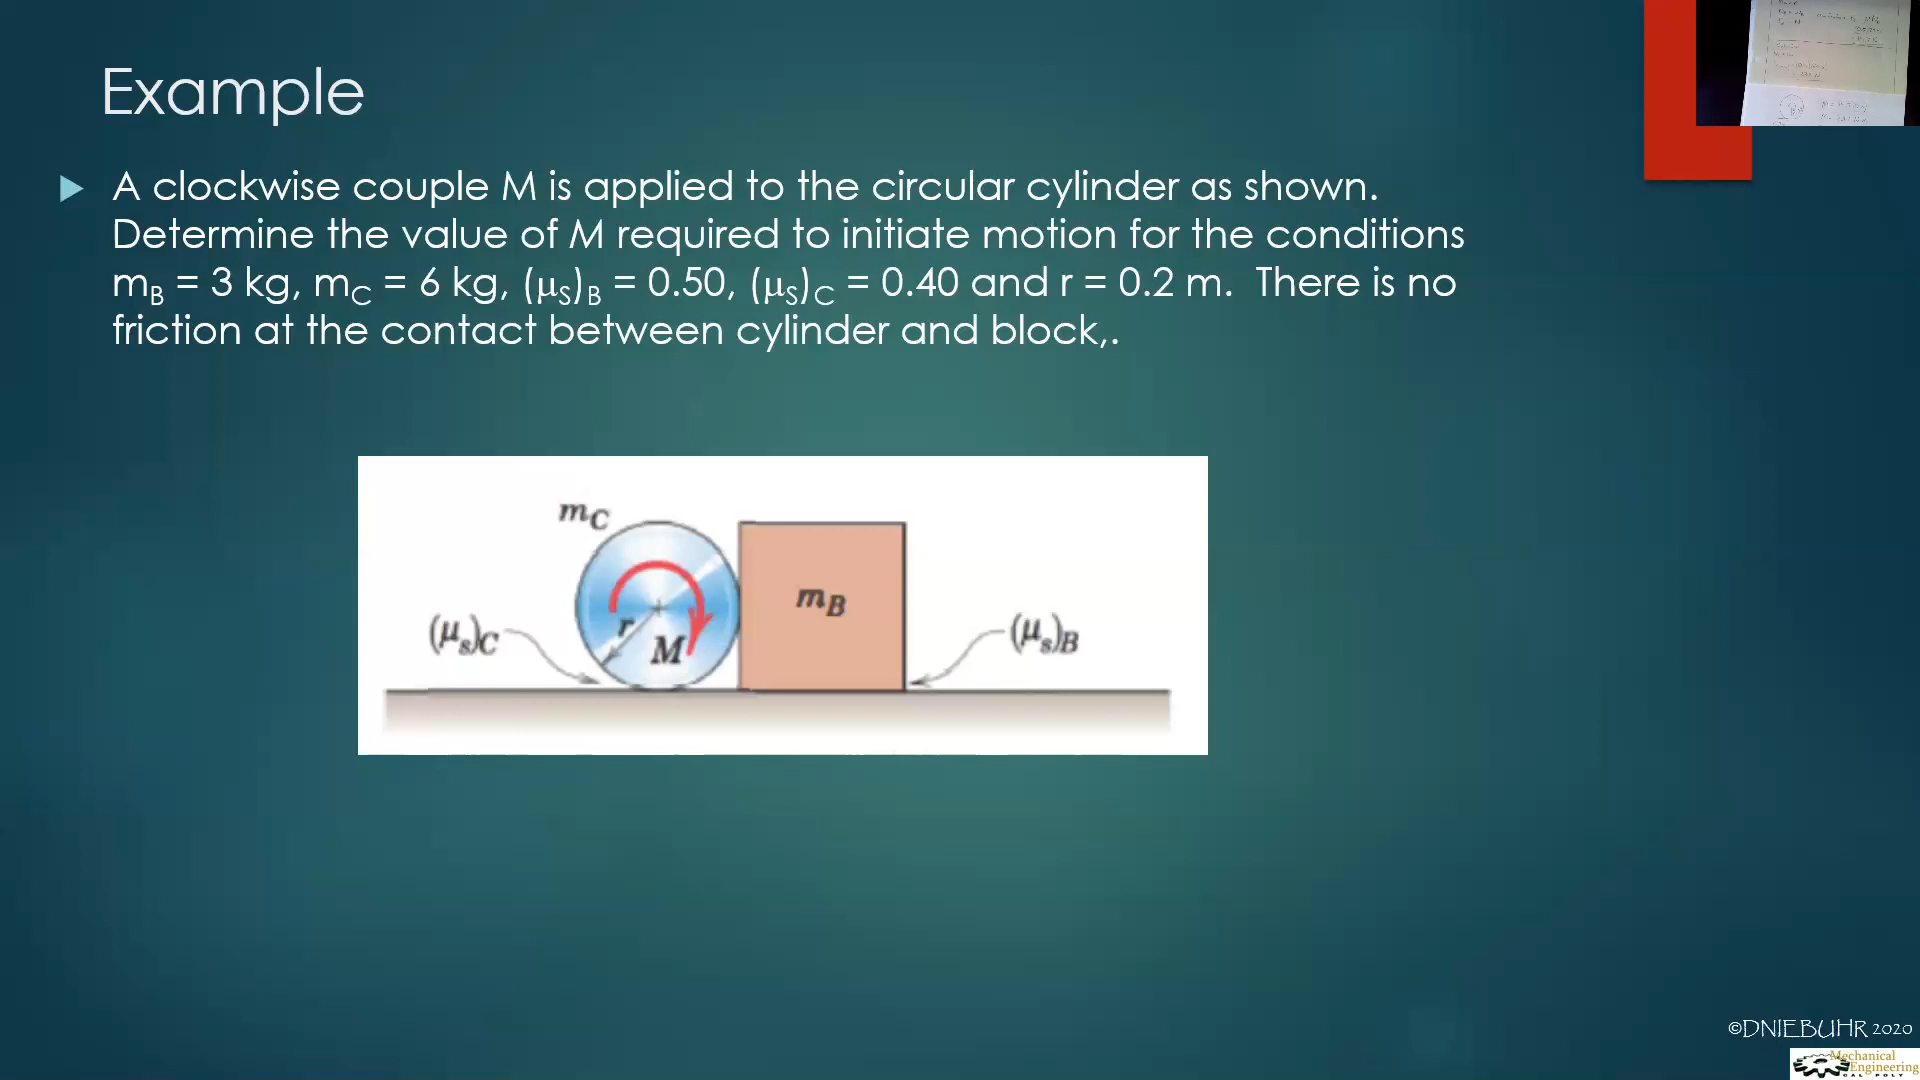 Example
A clockwise couple M is applied to the circular cylinder as shown.
Determine the value of M required to initiate motion for the conditions
mB = 3 kg, mC = 6 kg, (μS)B = 0.50, (μS)C = 0.40 and r = 0.2 m. There is no
friction at the contact between cylinder and block,.
mC
mB
(μs)C
r
M
(μs)B
©DNIEBUHR 2020
Mechanical
Engineering
CAL POLY